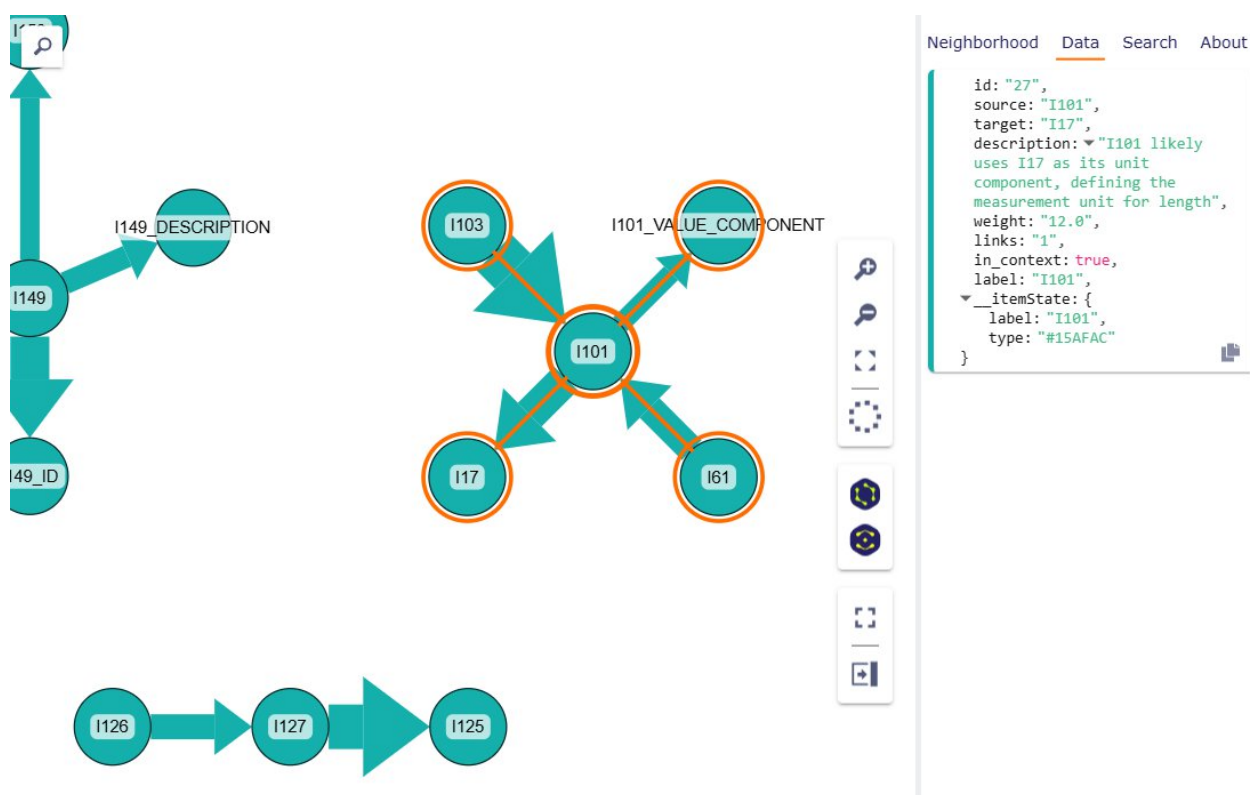 Neighborhood Data Search About
id: "27",
source: "I101",
target: "I17",
description: ▼"I101 likely
uses I17 as its unit
component, defining the
measurement unit for length",
weight: "12.0",
links: "1",
in_context: true,
label: "I101",
▼__itemState: {
label: "I101",
type: "#15AFAC"
}
I149_DESCRIPTION
I149
49_ID
I103
I101_VALUE_COMPONENT
I101
I17
I61
I126
I127
I125